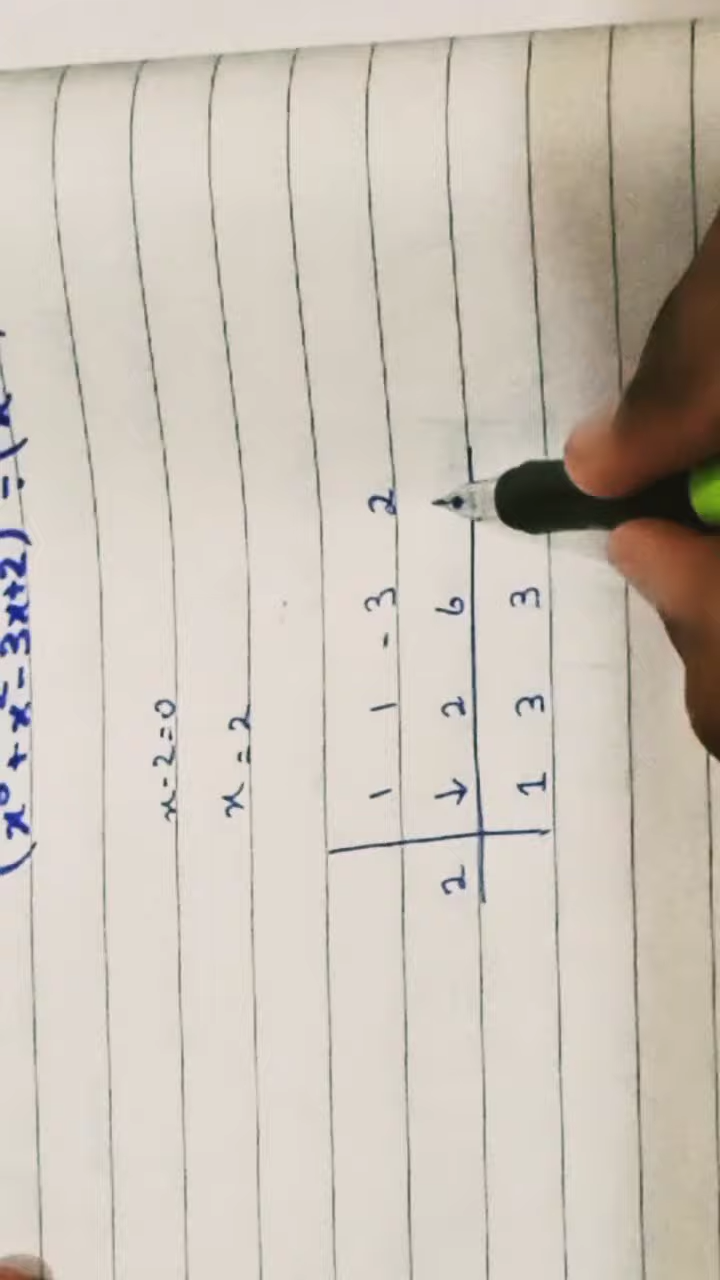 (x³ + x² - 3x+2) ÷ (x
x-2=0
x = 2
1 1 -3 2
2 ↓ 2 6
1 3 3